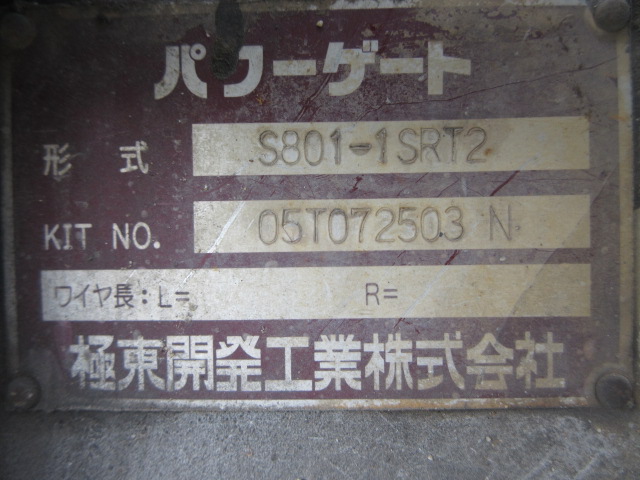 パワーゲート
形式 S801-1SRT2
KIT NO. 05T072503 N
ワイヤ長:L= R=
極東開発工業株式会社